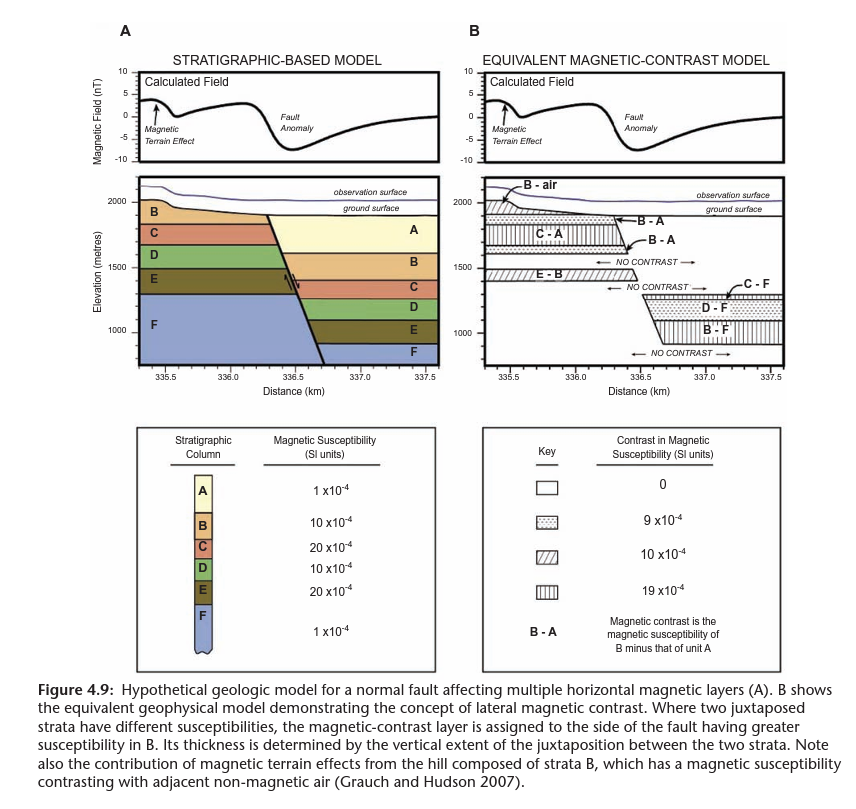 A
B
STRATIGRAPHIC-BASED MODEL
EQUIVALENT MAGNETIC-CONTRAST MODEL
Magnetic Field (nT)
10
5
0
-5
-10
Calculated Field
Magnetic
Terrain Effect
Fault
Anomaly
10
5
0
-5
-10
Calculated Field
Magnetic
Terrain Effect
Fault
Anomaly
Elevation (metres)
2000
1500
1000
observation surface
ground surface
B
C
D
E
F
A
B
C
D
E
F
335.5 336.0 336.5 337.0 337.5
Distance (km)
2000
1500
1000
B - air
observation surface
ground surface
B - A
C - A
B - A
NO CONTRAST
E - B
NO CONTRAST
C - F
D - F
B - F
NO CONTRAST
335.5 336.0 336.5 337.0 337.5
Distance (km)
Stratigraphic
Column
Magnetic Susceptibility
(SI units)
A 1 x10-4
B 10 x10-4
C 20 x10-4
D 10 x10-4
E 20 x10-4
F 1 x10-4
Key
Contrast in Magnetic
Susceptibility (SI units)
0
9 x10-4
10 x10-4
19 x10-4
B - A
Magnetic contrast is the
magnetic susceptibility of
B minus that of unit A
Figure 4.9: Hypothetical geologic model for a normal fault affecting multiple horizontal magnetic layers (A). B shows
the equivalent geophysical model demonstrating the concept of lateral magnetic contrast. Where two juxtaposed
strata have different susceptibilities, the magnetic-contrast layer is assigned to the side of the fault having greater
susceptibility in B. Its thickness is determined by the vertical extent of the juxtaposition between the two strata. Note
also the contribution of magnetic terrain effects from the hill composed of strata B, which has a magnetic susceptibility
contrasting with adjacent non-magnetic air (Grauch and Hudson 2007).